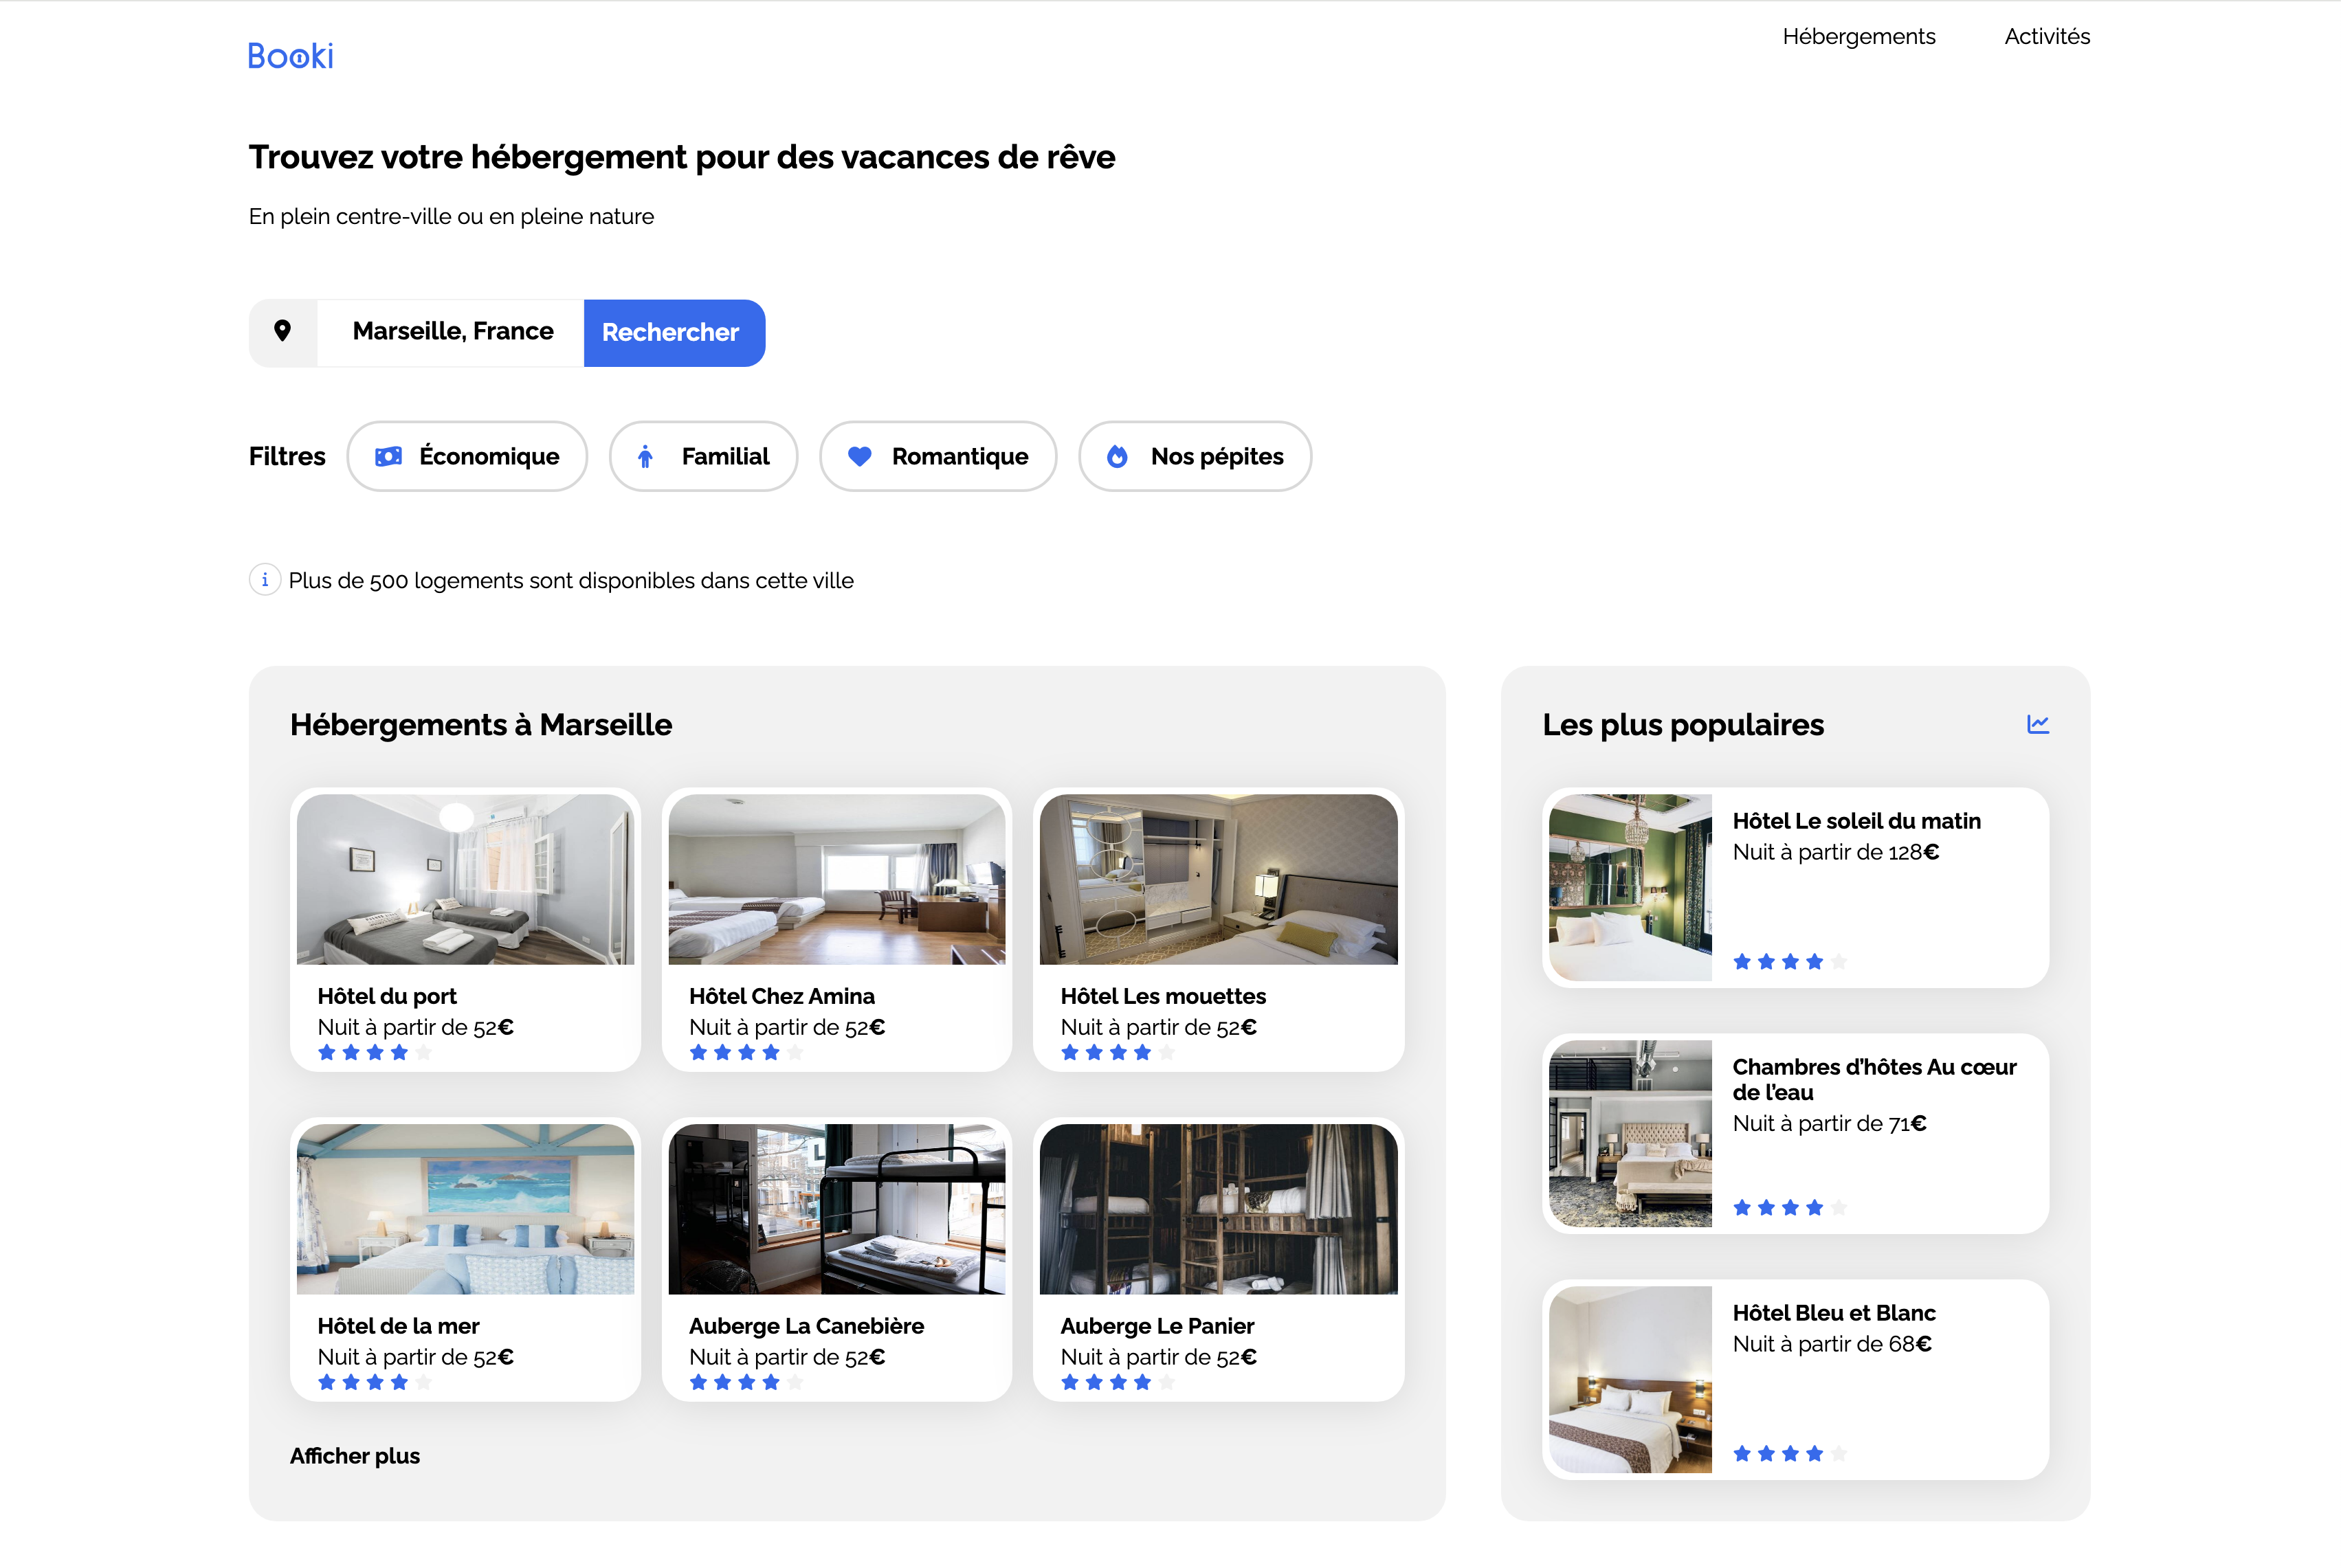 Booki
Hébergements
Activités
Trouvez votre hébergement pour des vacances de rêve
En plein centre-ville ou en pleine nature
Marseille, France
Rechercher
Filtres
Économique
Familial
Romantique
Nos pépites
Plus de 500 logements sont disponibles dans cette ville
Hébergements à Marseille
Hôtel du port
Nuit à partir de 52€
Hôtel Chez Amina
Nuit à partir de 52€
Hôtel Les mouettes
Nuit à partir de 52€
Hôtel de la mer
Nuit à partir de 52€
Auberge La Canebière
Nuit à partir de 52€
Auberge Le Panier
Nuit à partir de 52€
Afficher plus
Les plus populaires
Hôtel Le soleil du matin
Nuit à partir de 128€
Chambres d’hôtes Au cœur
de l’eau
Nuit à partir de 71€
Hôtel Bleu et Blanc
Nuit à partir de 68€